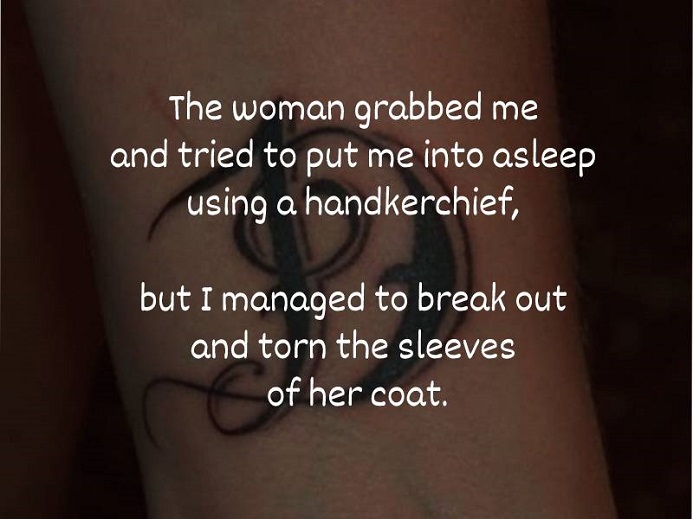 The woman grabbed me
and tried to put me into asleep
using a handkerchief,
but I managed to break out
and torn the sleeves
of her coat.